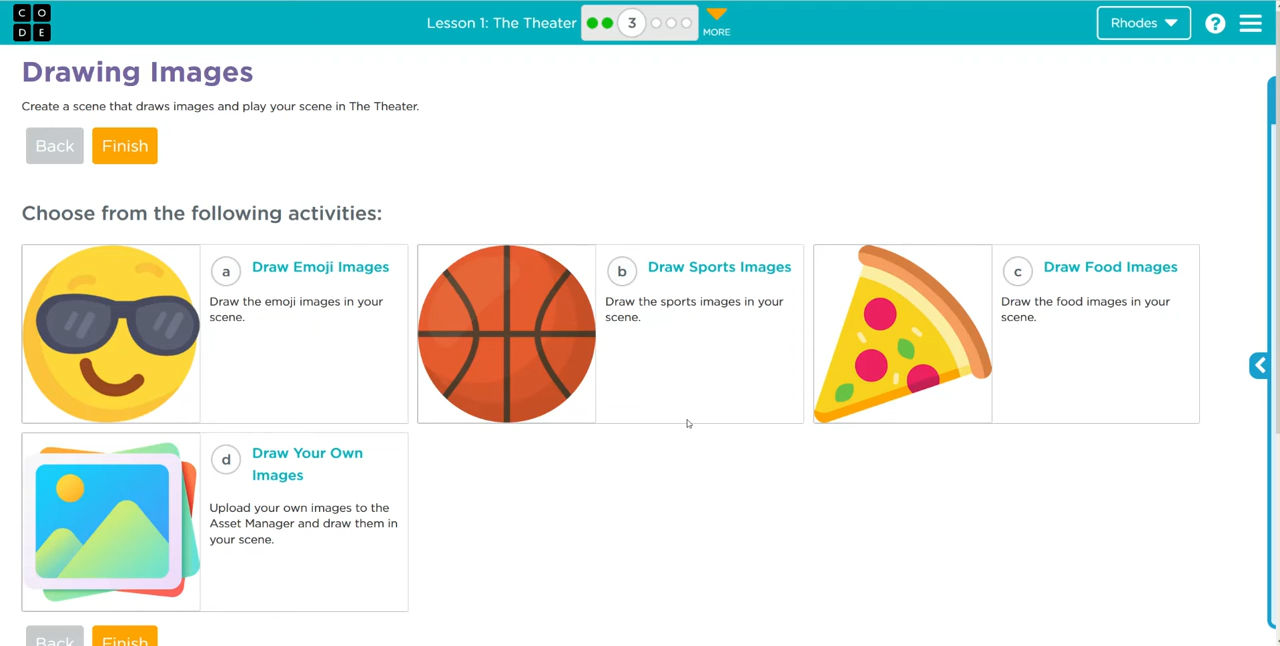 CO
DE
Lesson 1: The Theater
3
MORE
Rhodes
?
Drawing Images
Create a scene that draws images and play your scene in The Theater.
Back
Finish
Choose from the following activities:
a
Draw Emoji Images
Draw the emoji images in your
scene.
b
Draw Sports Images
Draw the sports images in your
scene.
c
Draw Food Images
Draw the food images in your
scene.
d
Draw Your Own
Images
Upload your own images to the
Asset Manager and draw them in
your scene.
Back
Finish